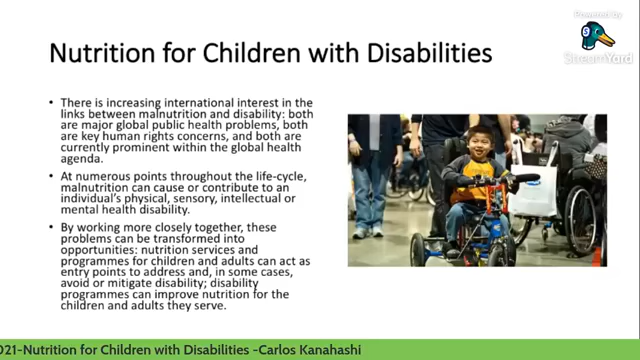 Powered by
StreamYard
Nutrition for Children with Disabilities
• There is increasing international interest in the
links between malnutrition and disability: both
are major global public health problems, both
are key human rights concerns, and both are
currently prominent within the global health
agenda.
• At numerous points throughout the life-cycle,
malnutrition can cause or contribute to an
individual's physical, sensory, intellectual or
mental health disability.
• By working more closely together, these
problems can be transformed into
opportunities: nutrition services and
programmes for children and adults can act as
entry points to address and, in some cases,
avoid or mitigate disability; disability
programmes can improve nutrition for the
children and adults they serve.
021-Nutrition for Children with Disabilities -Carlos Kanahashi